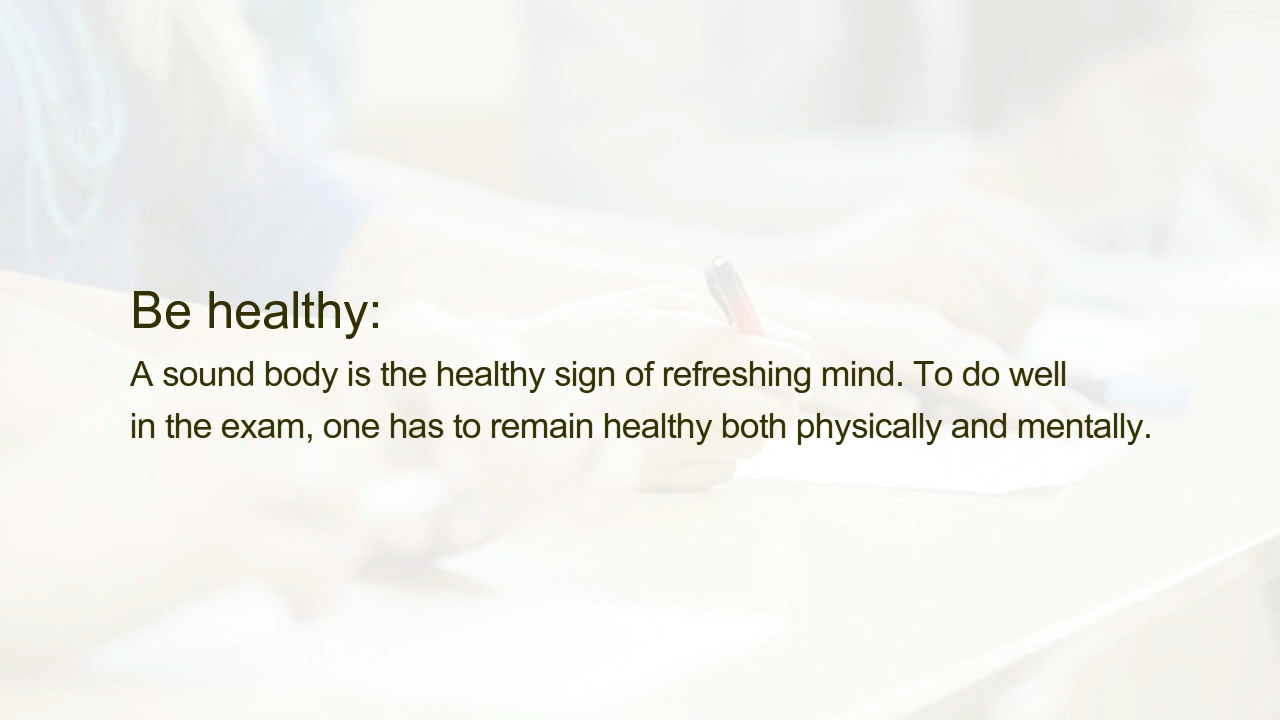 Be healthy:
A sound body is the healthy sign of refreshing mind. To do well
in the exam, one has to remain healthy both physically and mentally.